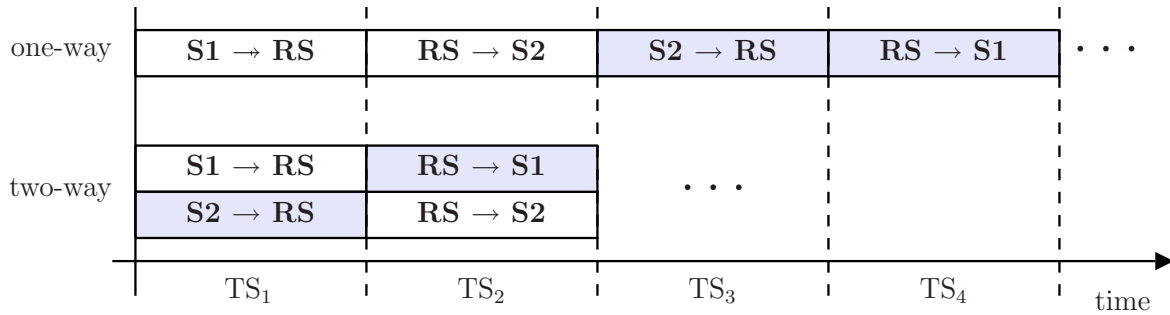 one-way S1 → RS RS → S2 S2 → RS RS → S1 . . .
S1 → RS RS → S1
two-way . . .
S2 → RS RS → S2
TS₁ TS₂ TS₃ TS₄ time